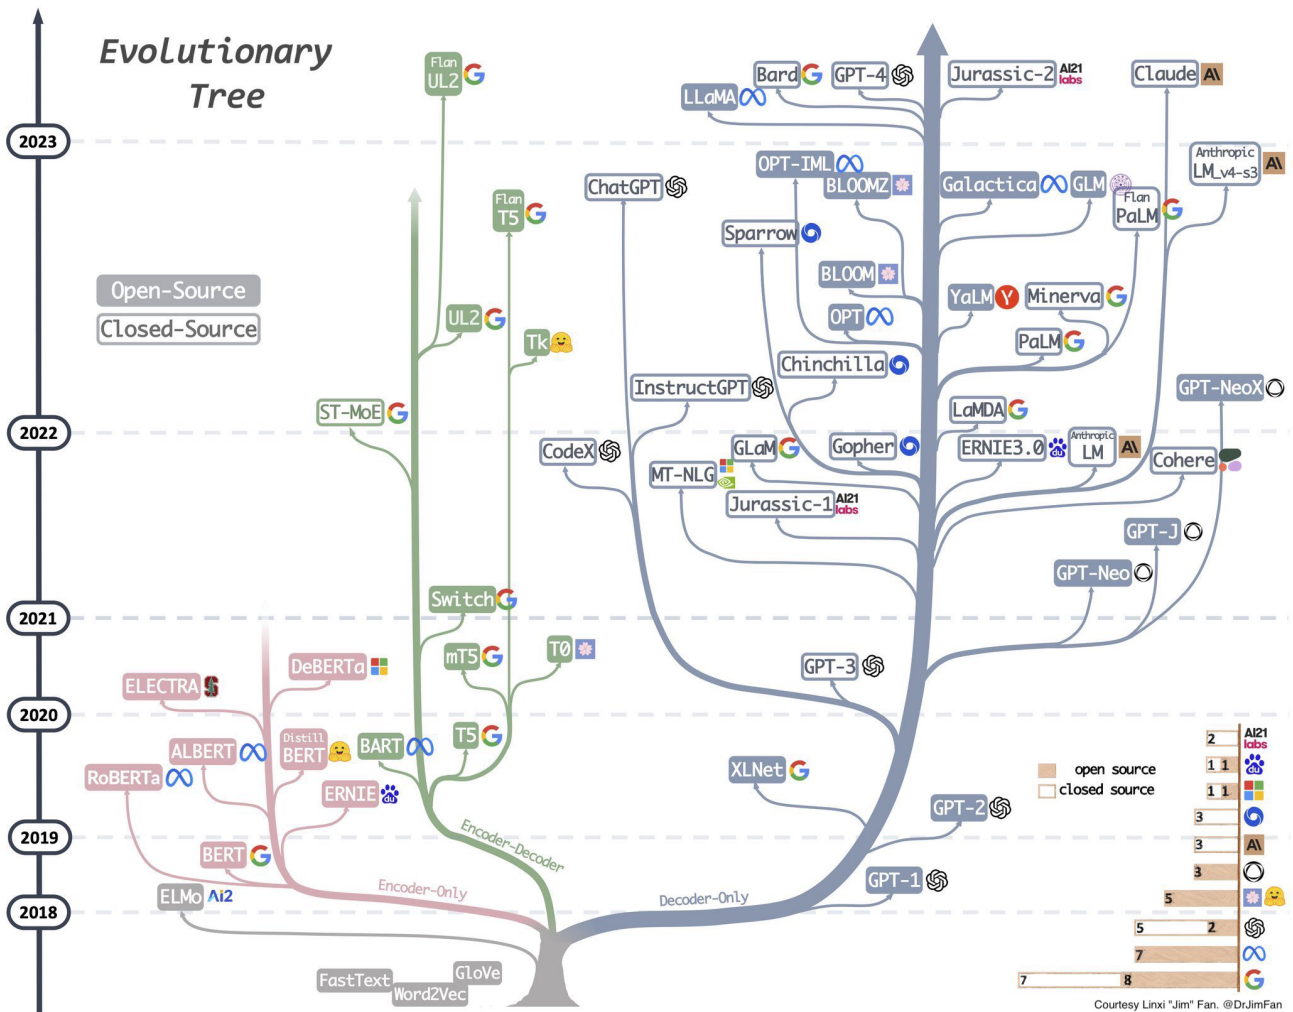 Evolutionary
Tree
2023
2022
2021
2020
2019
2018
Open-Source
Closed-Source
Flan
UL2
Flan
T5
UL2
Tk
ST-MoE
Switch
mT5
T0
T5
BART
DeBERTa
ELECTRA
ALBERT
Distill
BERT
RoBERTa
ERNIE
BERT
ELMo
Ai2
FastText
GloVe
Word2Vec
Encoder-Only
Encoder-Decoder
Decoder-Only
Bard
GPT-4
LLaMA
Jurassic-2
AI21
labs
Claude
A\
ChatGPT
OPT-IML
BLOOMZ
Galactica
GLM
Flan
PaLM
Anthropic
LM_v4-s3
A\
Sparrow
BLOOM
OPT
YaLM
Y
Minerva
PaLM
Chinchilla
InstructGPT
LaMDA
GPT-NeoX
CodeX
GLaM
Gopher
ERNIE3.0
du
Anthropic
LM
A\
Cohere
MT-NLG
Jurassic-1
AI21
labs
GPT-J
GPT-Neo
GPT-3
XLNet
GPT-2
GPT-1
open source
closed source
2
AI21
labs
1 1
du
1 1
3
3
A\
3
5
5 2
7
7 8
Courtesy Linxi "Jim" Fan. @DrJimFan